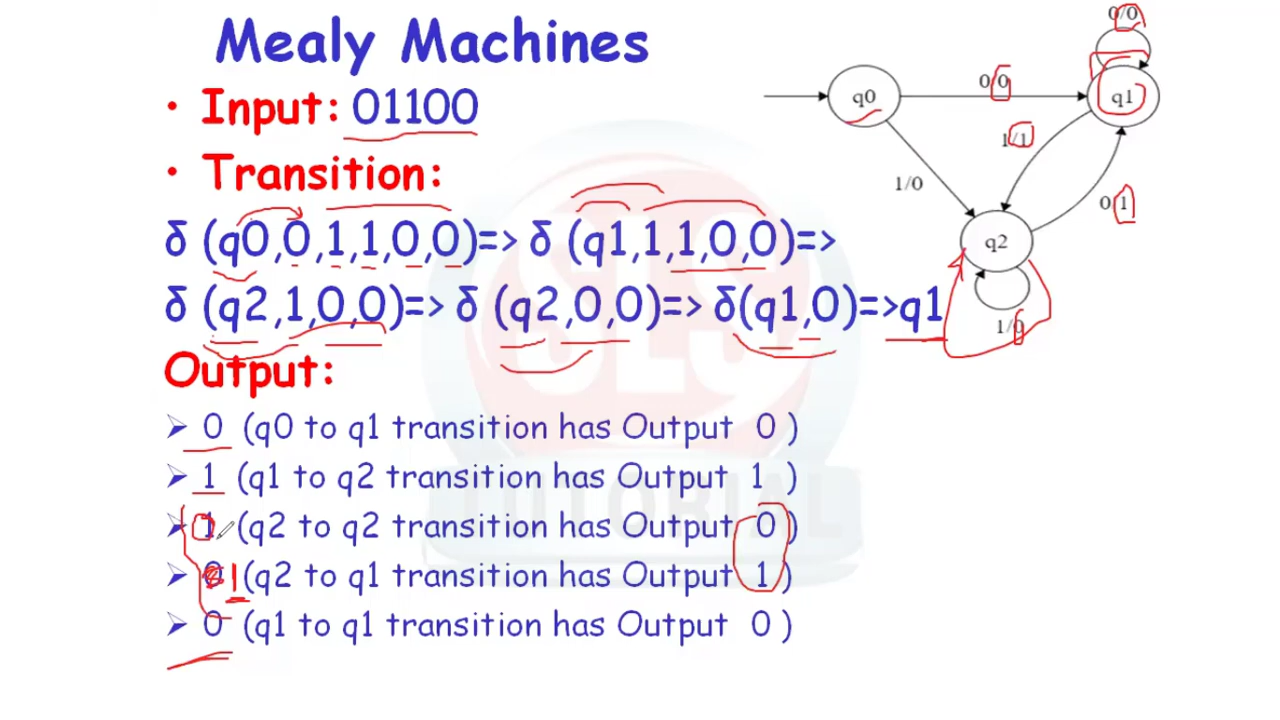 Mealy Machines
• Input: 01100
• Transition:
δ (q0,0,1,1,0,0)=> δ (q1,1,1,0,0)=>
δ (q2,1,0,0)=> δ (q2,0,0)=> δ(q1,0)=>q1
Output:
➢ 0 (q0 to q1 transition has Output 0 )
➢ 1 (q1 to q2 transition has Output 1 )
➢ 1 (q2 to q2 transition has Output 0 )
➢ 0 1 (q2 to q1 transition has Output 1 )
➢ 0 (q1 to q1 transition has Output 0 )
0/0
q0
0/0
q1
1/1
1/0
0/1
q2
1/0
SLS
TUTORIAL